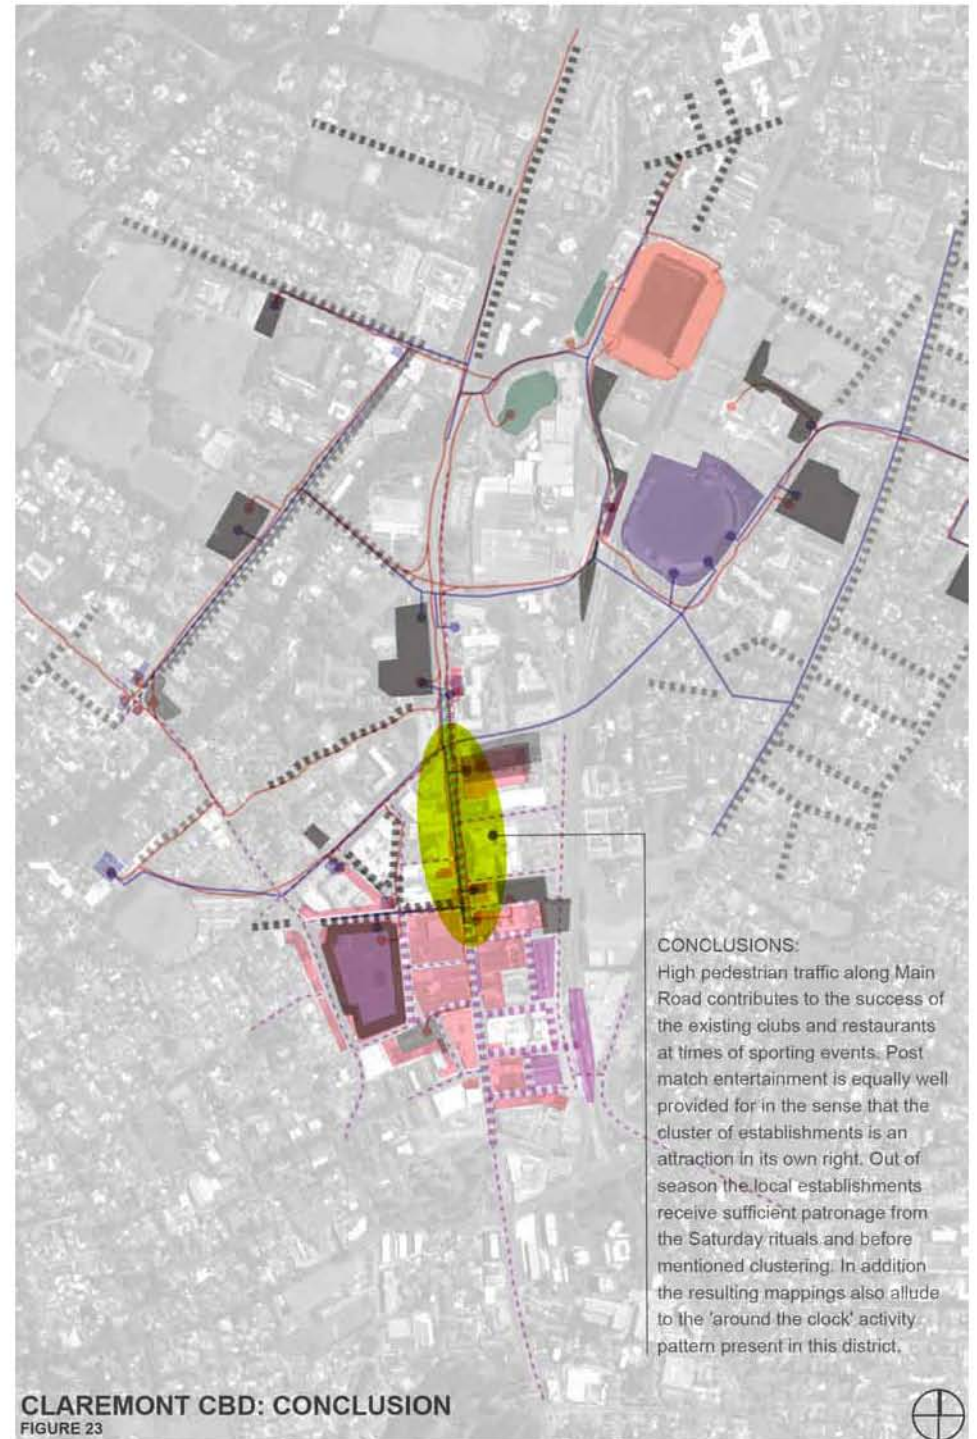 CONCLUSIONS:
High pedestrian traffic along Main
Road contributes to the success of
the existing clubs and restaurants
at times of sporting events. Post
match entertainment is equally well
provided for in the sense that the
cluster of establishments is an
attraction in its own right. Out of
season the local establishments
receive sufficient patronage from
the Saturday rituals and before
mentioned clustering. In addition
the resulting mappings also allude
to the 'around the clock' activity
pattern present in this district.
CLAREMONT CBD: CONCLUSION
FIGURE 23